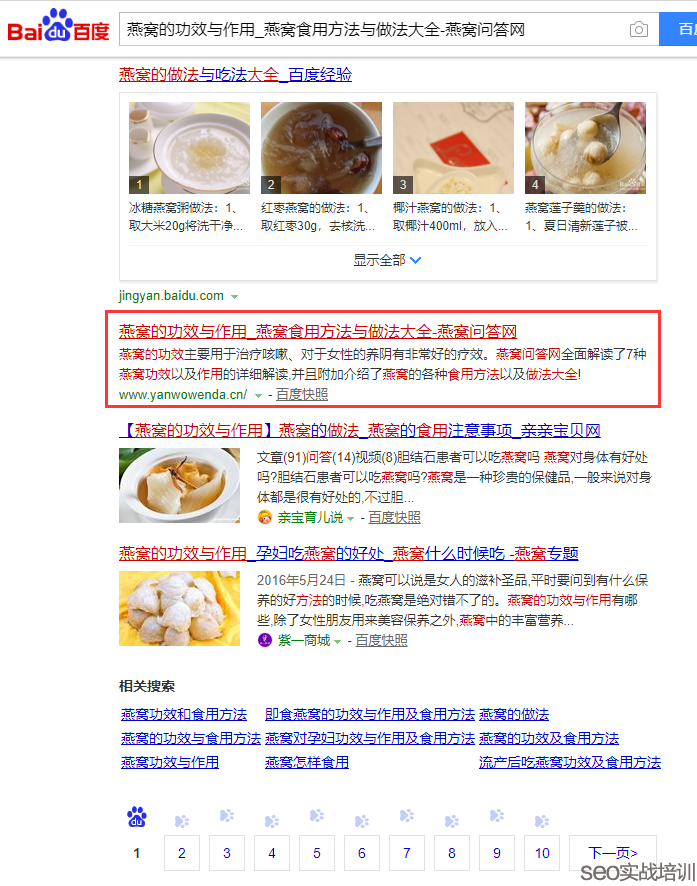 Bai du 百度
燕窝的功效与作用_燕窝食用方法与做法大全-燕窝问答网
百度
燕窝的做法与吃法大全_百度经验
1
2
3
4
冰糖燕窝粥做法：1、
取大米20g将洗干净...
红枣燕窝的做法：1、
取红枣30g，去核洗...
椰汁燕窝的做法：1、
取椰汁400ml，放入...
燕窝莲子羹的做法：
1、夏日清新莲子被...
显示全部
jingyan.baidu.com
燕窝的功效与作用_燕窝食用方法与做法大全-燕窝问答网
燕窝的功效主要用于治疗咳嗽、对于女性的养阴有非常好的疗效。燕窝问答网全面解读了7种
燕窝功效以及作用的详细解读,并且附加介绍了燕窝的各种食用方法以及做法大全!
www.yanwowenda.cn/ - 百度快照
【燕窝的功效与作用】燕窝的做法_燕窝的食用注意事项_亲亲宝贝网
文章(91)问答(14)视频(8)胆结石患者可以吃燕窝吗 燕窝对身体有好处
吗?胆结石患者可以吃燕窝吗?燕窝是一种珍贵的保健品,一般来说对身
体都是很有好处的,不过胆...
亲宝育儿说 - 百度快照
燕窝的功效与作用_孕妇吃燕窝的好处_燕窝什么时候吃 -燕窝专题
2016年5月24日 - 燕窝可以说是女人的滋补圣品,平时要问到有什么保
养的好方法的时候,吃燕窝是绝对错不了的。燕窝的功效与作用有哪
些,除了女性朋友用来美容保养之外,燕窝中的丰富营养...
紫一商城 - 百度快照
相关搜索
燕窝功效和食用方法 即食燕窝的功效与作用及食用方法 燕窝的做法
燕窝的功效与食用方法 燕窝对孕妇功效与作用及食用方法 燕窝的功效及食用方法
燕窝功效与作用 燕窝怎样食用 流产后吃燕窝功效及食用方法
du
1 2 3 4 5 6 7 8 9 10 下一页>
seo实战培训